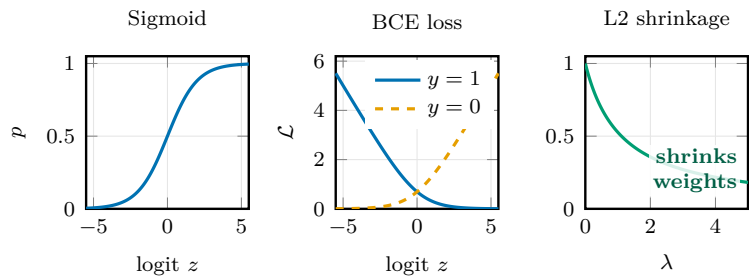 Sigmoid
BCE loss
L2 shrinkage
p
1
0.5
0
−5
0
5
logit z
ℒ
6
4
2
0
−5
0
5
logit z
y = 1
y = 0
1
0.5
0
0
2
4
λ
shrinks
weights